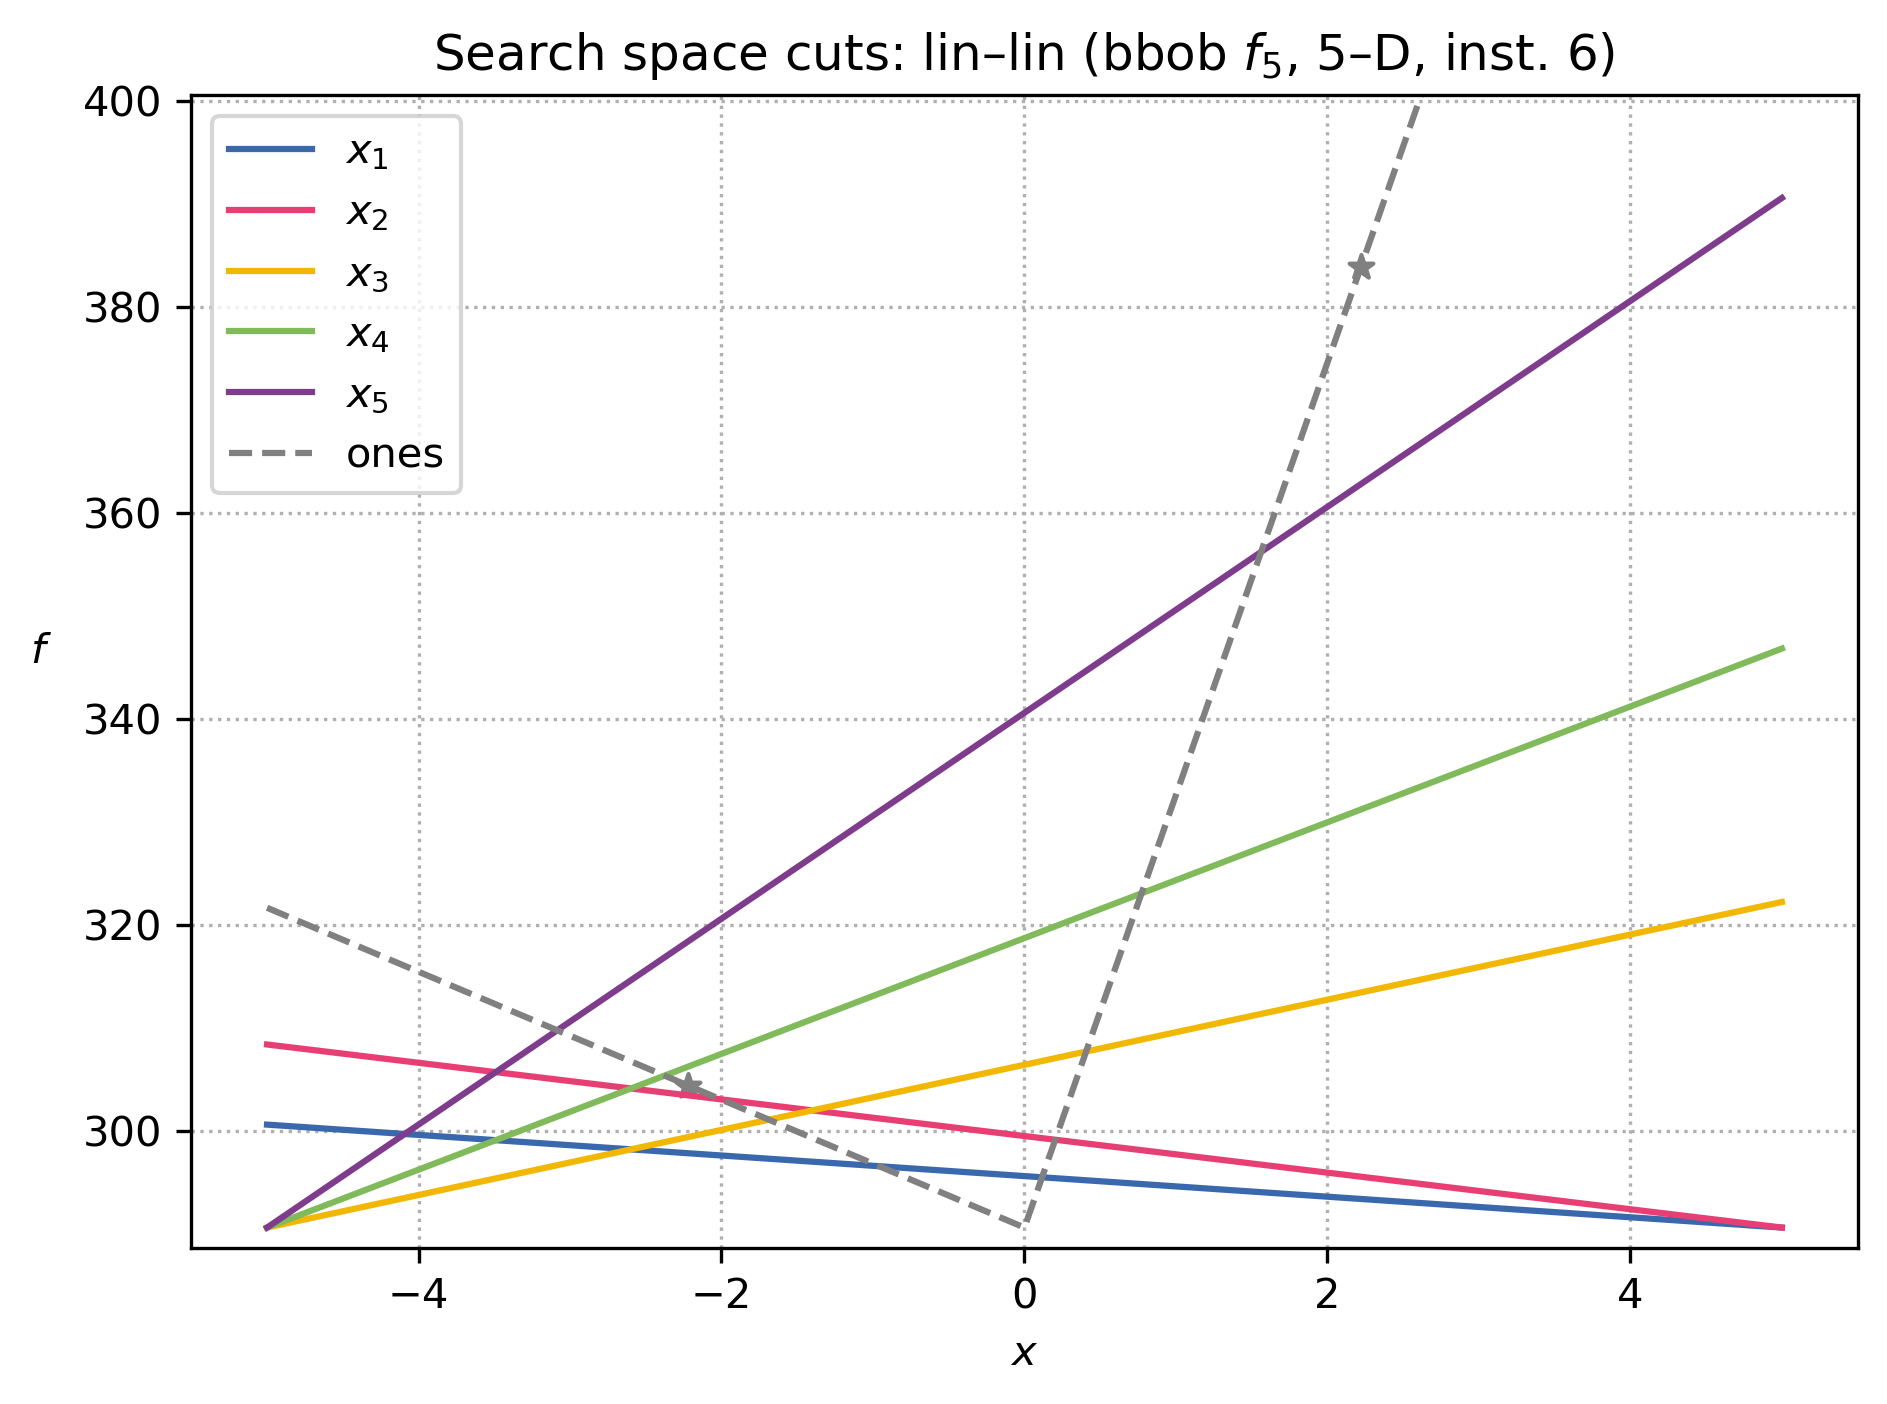 Search space cuts: lin–lin (bbob f₅, 5–D, inst. 6)
400
380
360
340
320
300
f
x₁
x₂
x₃
x₄
x₅
ones
−4
−2
0
2
4
x